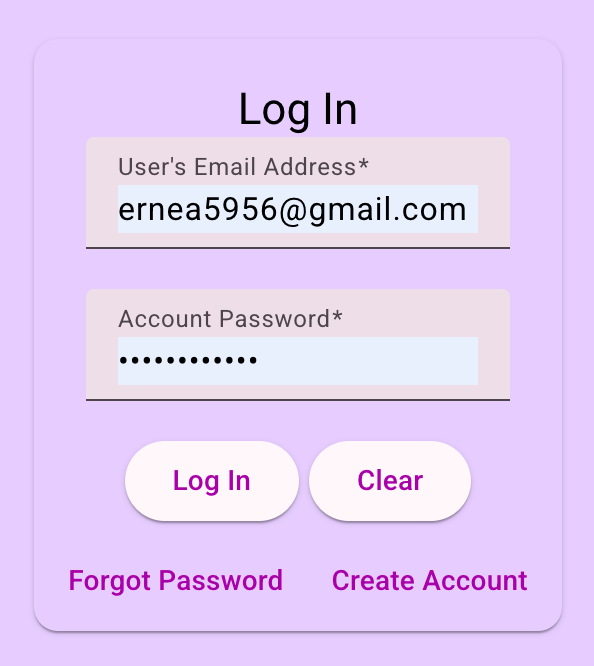 Log In
User's Email Address*
ernea5956@gmail.com
Account Password*
••••••••••••
Log In Clear
Forgot Password Create Account